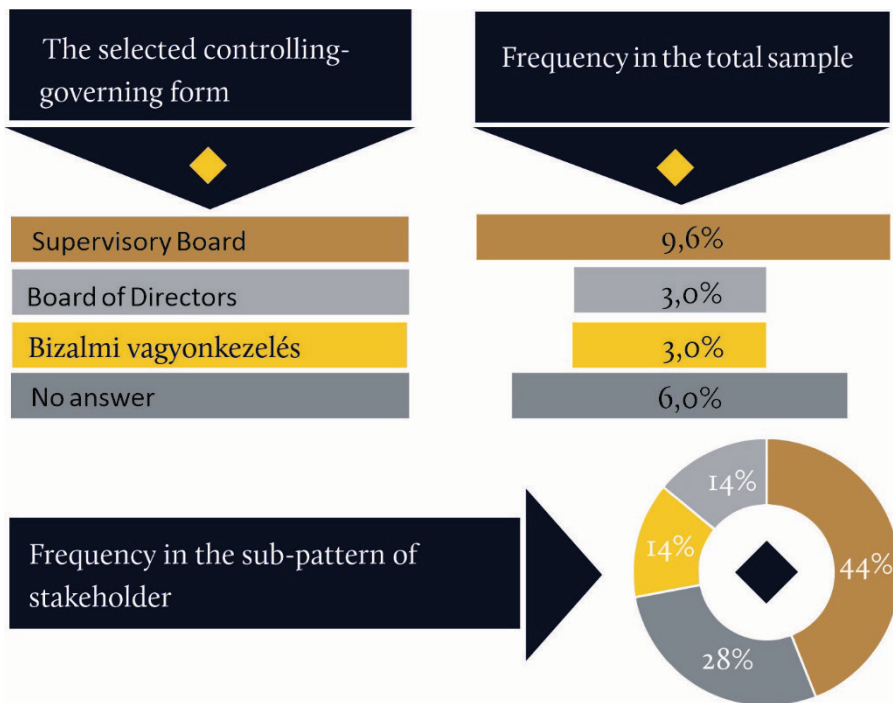 The selected controlling-
governing form
Frequency in the total sample
Supervisory Board
9,6%
Board of Directors
3,0%
Bizalmi vagyonkezelés
3,0%
No answer
6,0%
Frequency in the sub-pattern of
stakeholder
14%
14%
44%
28%